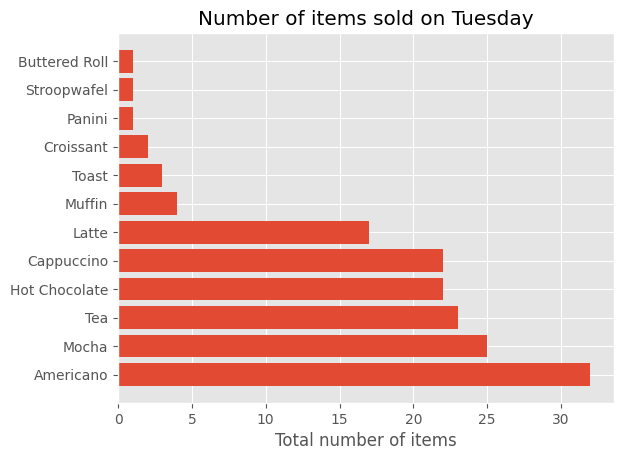 Number of items sold on Tuesday
Buttered Roll
Stroopwafel
Panini
Croissant
Toast
Muffin
Latte
Cappuccino
Hot Chocolate
Tea
Mocha
Americano
0 5 10 15 20 25 30
Total number of items